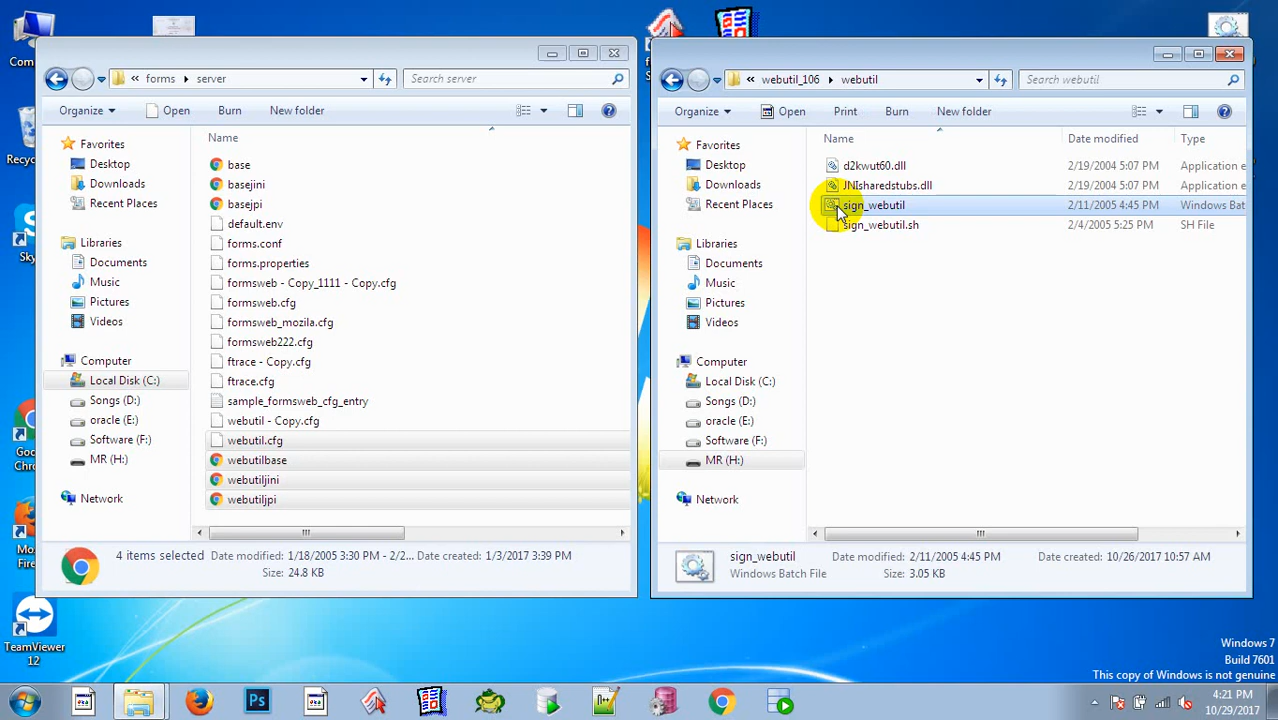 Com
Recyc
Sky
Goo
Chro
Moz
Firef
TeamViewer
12
forms server
Search server
Organize Open Burn New folder
Name
Favorites
Desktop
Downloads
Recent Places
Libraries
Documents
Music
Pictures
Videos
Computer
Local Disk (C:)
Songs (D:)
oracle (E:)
Software (F:)
MR (H:)
Network
base
basejini
basejpi
default.env
forms.conf
forms.properties
formsweb - Copy_1111 - Copy.cfg
formsweb.cfg
formsweb_mozila.cfg
formsweb222.cfg
ftrace - Copy.cfg
ftrace.cfg
sample_formsweb_cfg_entry
webutil - Copy.cfg
webutil.cfg
webutilbase
webutiljini
webutiljpi
4 items selected Date modified: 1/18/2005 3:30 PM - 2/2... Date created: 1/3/2017 3:39 PM
Size: 24.8 KB
webutil_106 webutil
Search webutil
Organize Open Print Burn New folder
Name Date modified Type
Favorites
Desktop
Downloads
Recent Places
Libraries
Documents
Music
Pictures
Videos
Computer
Local Disk (C:)
Songs (D:)
oracle (E:)
Software (F:)
MR (H:)
Network
d2kwut60.dll 2/19/2004 5:07 PM Application e
JNIsharedstubs.dll 2/19/2004 5:07 PM Application e
sign_webutil 2/11/2005 4:45 PM Windows Bat
sign_webutil.sh 2/4/2005 5:25 PM SH File
sign_webutil Date modified: 2/11/2005 4:45 PM Date created: 10/26/2017 10:57 AM
Windows Batch File Size: 3.05 KB
Windows 7
Build 7601
This copy of Windows is not genuine
Ps
4:21 PM
10/29/2017